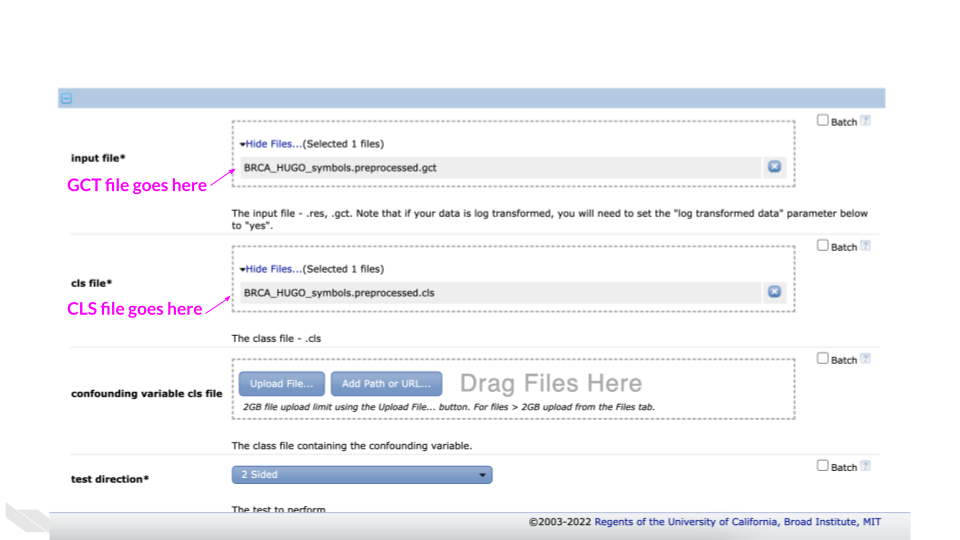 Batch ?
Hide Files...(Selected 1 files)
input file*
BRCA_HUGO_symbols.preprocessed.gct
GCT file goes here
The input file - .res, .gct. Note that if your data is log transformed, you will need to set the "log transformed data" parameter below
to "yes".
Batch ?
Hide Files...(Selected 1 files)
cls file*
BRCA_HUGO_symbols.preprocessed.cls
CLS file goes here
The class file - .cls
Batch ?
Upload File... Add Path or URL... Drag Files Here
confounding variable cls file
2GB file upload limit using the Upload File... button. For files > 2GB upload from the Files tab.
The class file containing the confounding variable.
Batch ?
test direction*
2 Sided
The test to perform
©2003-2022 Regents of the University of California, Broad Institute, MIT